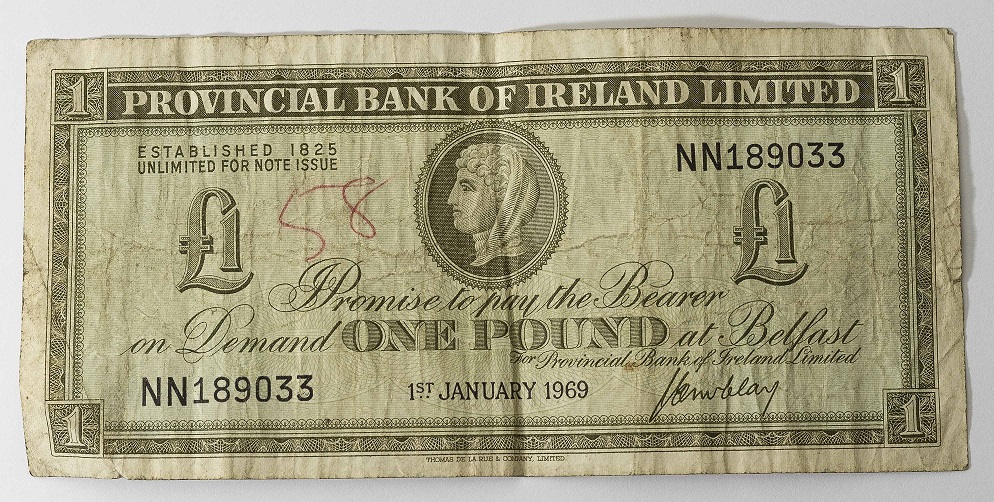 1 PROVINCIAL BANK OF IRELAND LIMITED 1
ESTABLISHED 1825
UNLIMITED FOR NOTE ISSUE
NN189033
58
£1 £1
I Promise to pay the Bearer
on Demand ONE POUND at Belfast
For Provincial Bank of Ireland Limited
NN189033
1ST JANUARY 1969
1 1
THOMAS DE LA RUE & COMPANY, LIMITED.